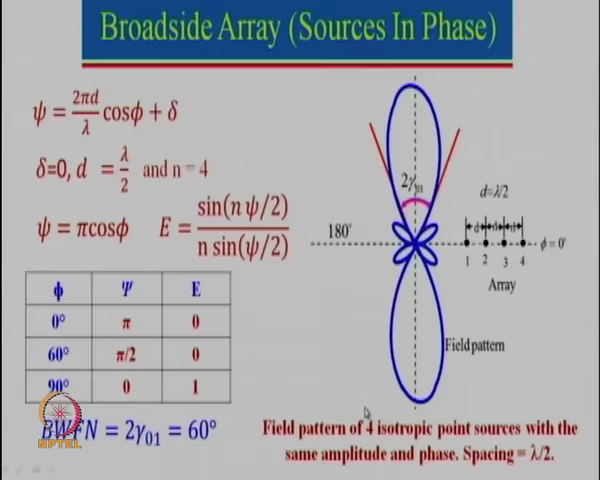 Broadside Array (Sources In Phase)
ψ = 2πd/λ cosϕ + δ
δ=0, d = λ/2 and n = 4
ψ = πcosϕ E = sin(n ψ/2) / n sin(ψ/2)
ϕ Ψ E
0° π 0
60° π/2 0
90° 0 1
BWFN = 2γ₀₁ = 60°
2γ₀₁
d=λ/2
d d d
180° ϕ = 0°
1 2 3 4
Array
Field pattern
Field pattern of 4 isotropic point sources with the
same amplitude and phase. Spacing = λ/2.
NPTEL